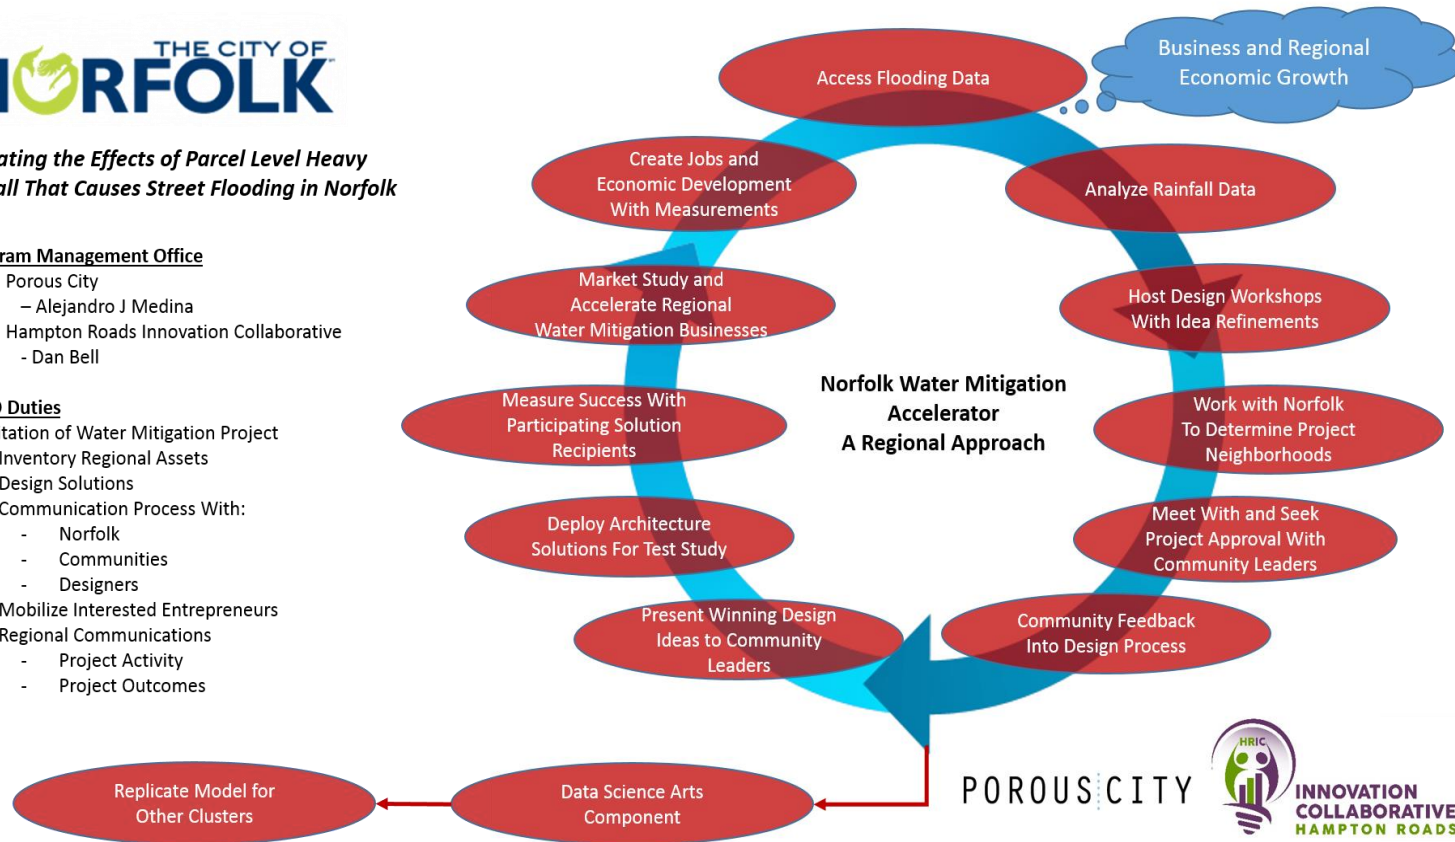 THE CITY OF
NORFOLK
ating the Effects of Parcel Level Heavy
all That Causes Street Flooding in Norfolk
ram Management Office
Porous City
– Alejandro J Medina
Hampton Roads Innovation Collaborative
- Dan Bell
Duties
tation of Water Mitigation Project
Inventory Regional Assets
Design Solutions
Communication Process With:
- Norfolk
- Communities
- Designers
Mobilize Interested Entrepreneurs
Regional Communications
- Project Activity
- Project Outcomes
Business and Regional
Economic Growth
Access Flooding Data
Analyze Rainfall Data
Host Design Workshops
With Idea Refinements
Work with Norfolk
To Determine Project
Neighborhoods
Meet With and Seek
Project Approval With
Community Leaders
Community Feedback
Into Design Process
Present Winning Design
Ideas to Community
Leaders
Deploy Architecture
Solutions For Test Study
Measure Success With
Participating Solution
Recipients
Market Study and
Accelerate Regional
Water Mitigation Businesses
Create Jobs and
Economic Development
With Measurements
Norfolk Water Mitigation
Accelerator
A Regional Approach
Data Science Arts
Component
Replicate Model for
Other Clusters
POROUS CITY
HRIC
INNOVATION
COLLABORATIVE
HAMPTON ROADS